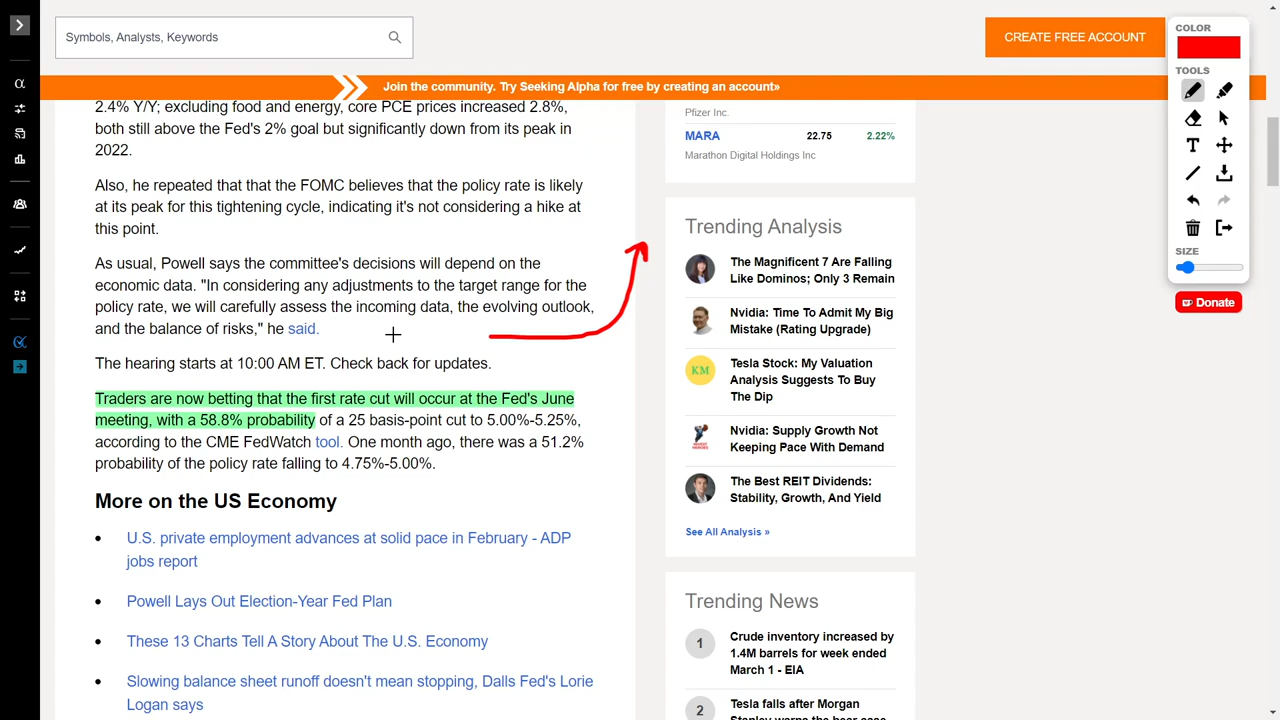 Symbols, Analysts, Keywords
CREATE FREE ACCOUNT
Join the community. Try Seeking Alpha for free by creating an account»
2.4% Y/Y; excluding food and energy, core PCE prices increased 2.8%,
both still above the Fed's 2% goal but significantly down from its peak in
2022.
Also, he repeated that that the FOMC believes that the policy rate is likely
at its peak for this tightening cycle, indicating it's not considering a hike at
this point.
As usual, Powell says the committee's decisions will depend on the
economic data. "In considering any adjustments to the target range for the
policy rate, we will carefully assess the incoming data, the evolving outlook,
and the balance of risks," he said.
The hearing starts at 10:00 AM ET. Check back for updates.
Traders are now betting that the first rate cut will occur at the Fed's June
meeting, with a 58.8% probability of a 25 basis-point cut to 5.00%-5.25%,
according to the CME FedWatch tool. One month ago, there was a 51.2%
probability of the policy rate falling to 4.75%-5.00%.
More on the US Economy
U.S. private employment advances at solid pace in February - ADP
jobs report
Powell Lays Out Election-Year Fed Plan
These 13 Charts Tell A Story About The U.S. Economy
Slowing balance sheet runoff doesn't mean stopping, Dalls Fed's Lorie
Logan says
Pfizer Inc.
MARA 22.75 2.22%
Marathon Digital Holdings Inc
Trending Analysis
The Magnificent 7 Are Falling
Like Dominos; Only 3 Remain
Nvidia: Time To Admit My Big
Mistake (Rating Upgrade)
KM
Tesla Stock: My Valuation
Analysis Suggests To Buy
The Dip
Nvidia: Supply Growth Not
Keeping Pace With Demand
The Best REIT Dividends:
Stability, Growth, And Yield
See All Analysis »
Trending News
1
Crude inventory increased by
1.4M barrels for week ended
March 1 - EIA
2
Tesla falls after Morgan
Stanley warns the bear case
COLOR
TOOLS
T
SIZE
Donate